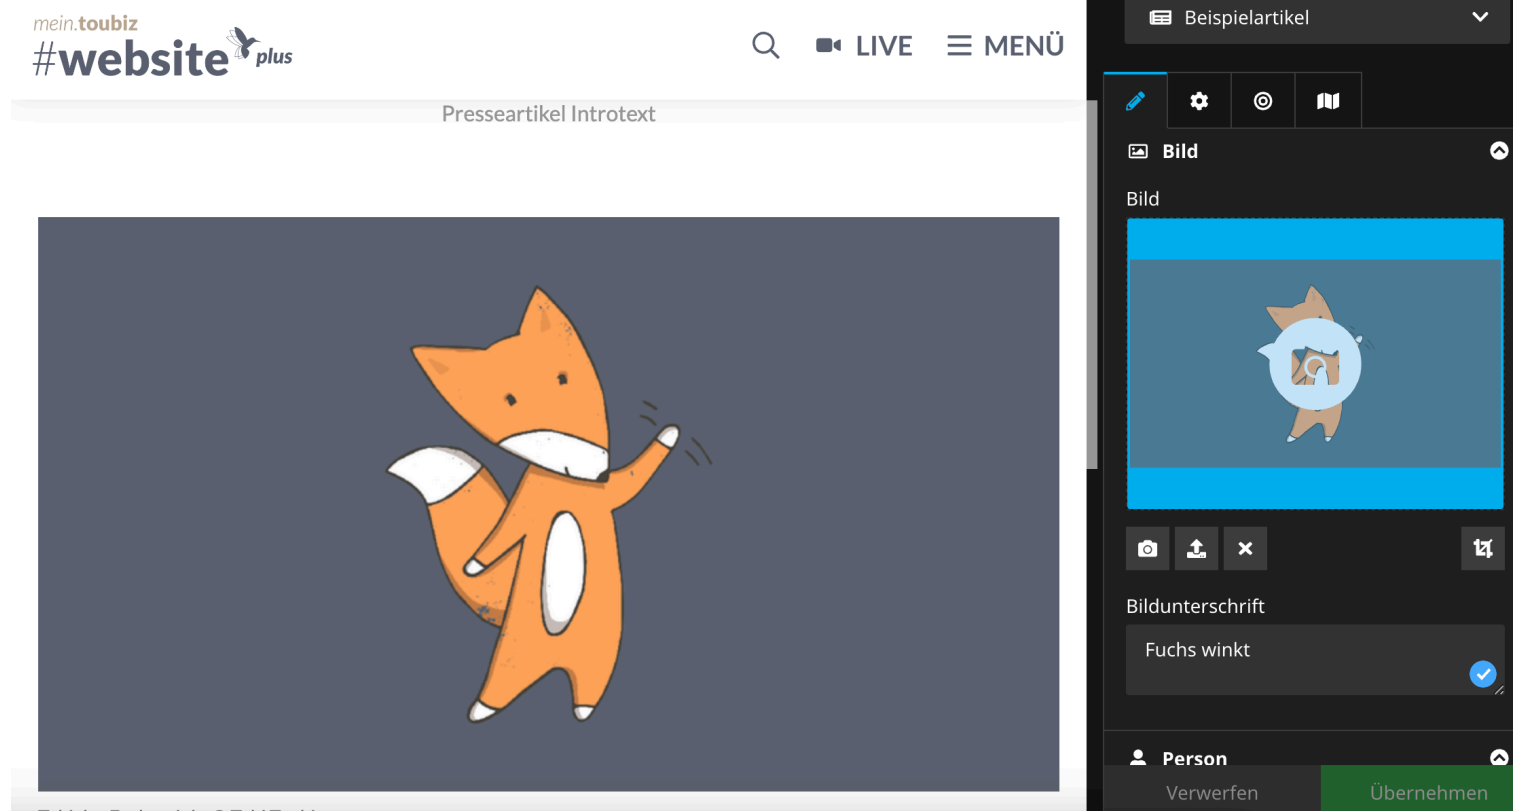 mein.toubiz
#website plus
LIVE
MENÜ
Presseartikel Introtext
Beispielartikel
Bild
Bild
Bildunterschrift
Fuchs winkt
Person
Verwerfen
Übernehmen